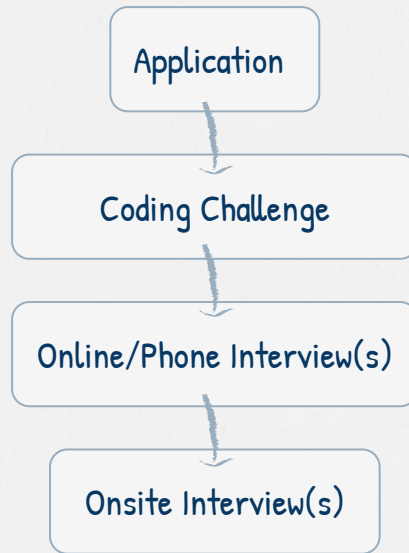 Application
Coding Challenge
Online/Phone Interview(s)
Onsite Interview(s)